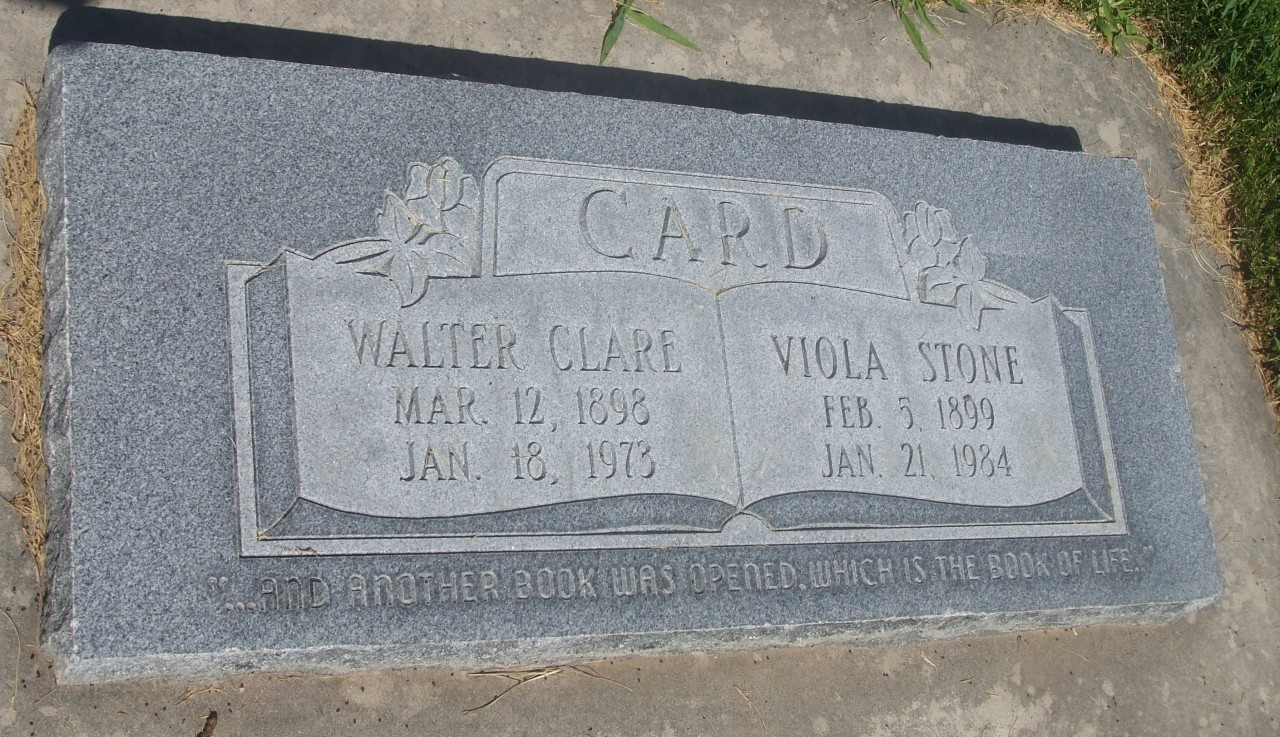 CARD
WALTER CLARE
MAR. 12, 1898
JAN. 18, 1973
VIOLA STONE
FEB. 5, 1899
JAN. 21, 1984
"...AND ANOTHER BOOK WAS OPENED, WHICH IS THE BOOK OF LIFE.."